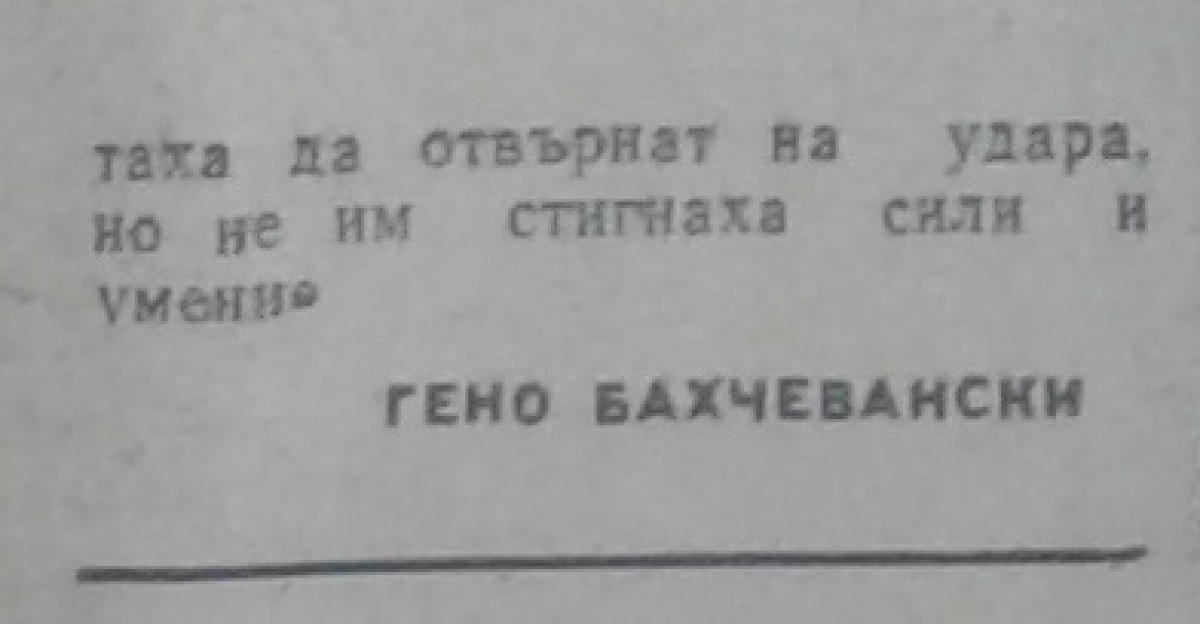 таха да отвърнат на удара,
но не им стигнаха сили и
умение
ГЕНО БАХЧЕВАНСКИ